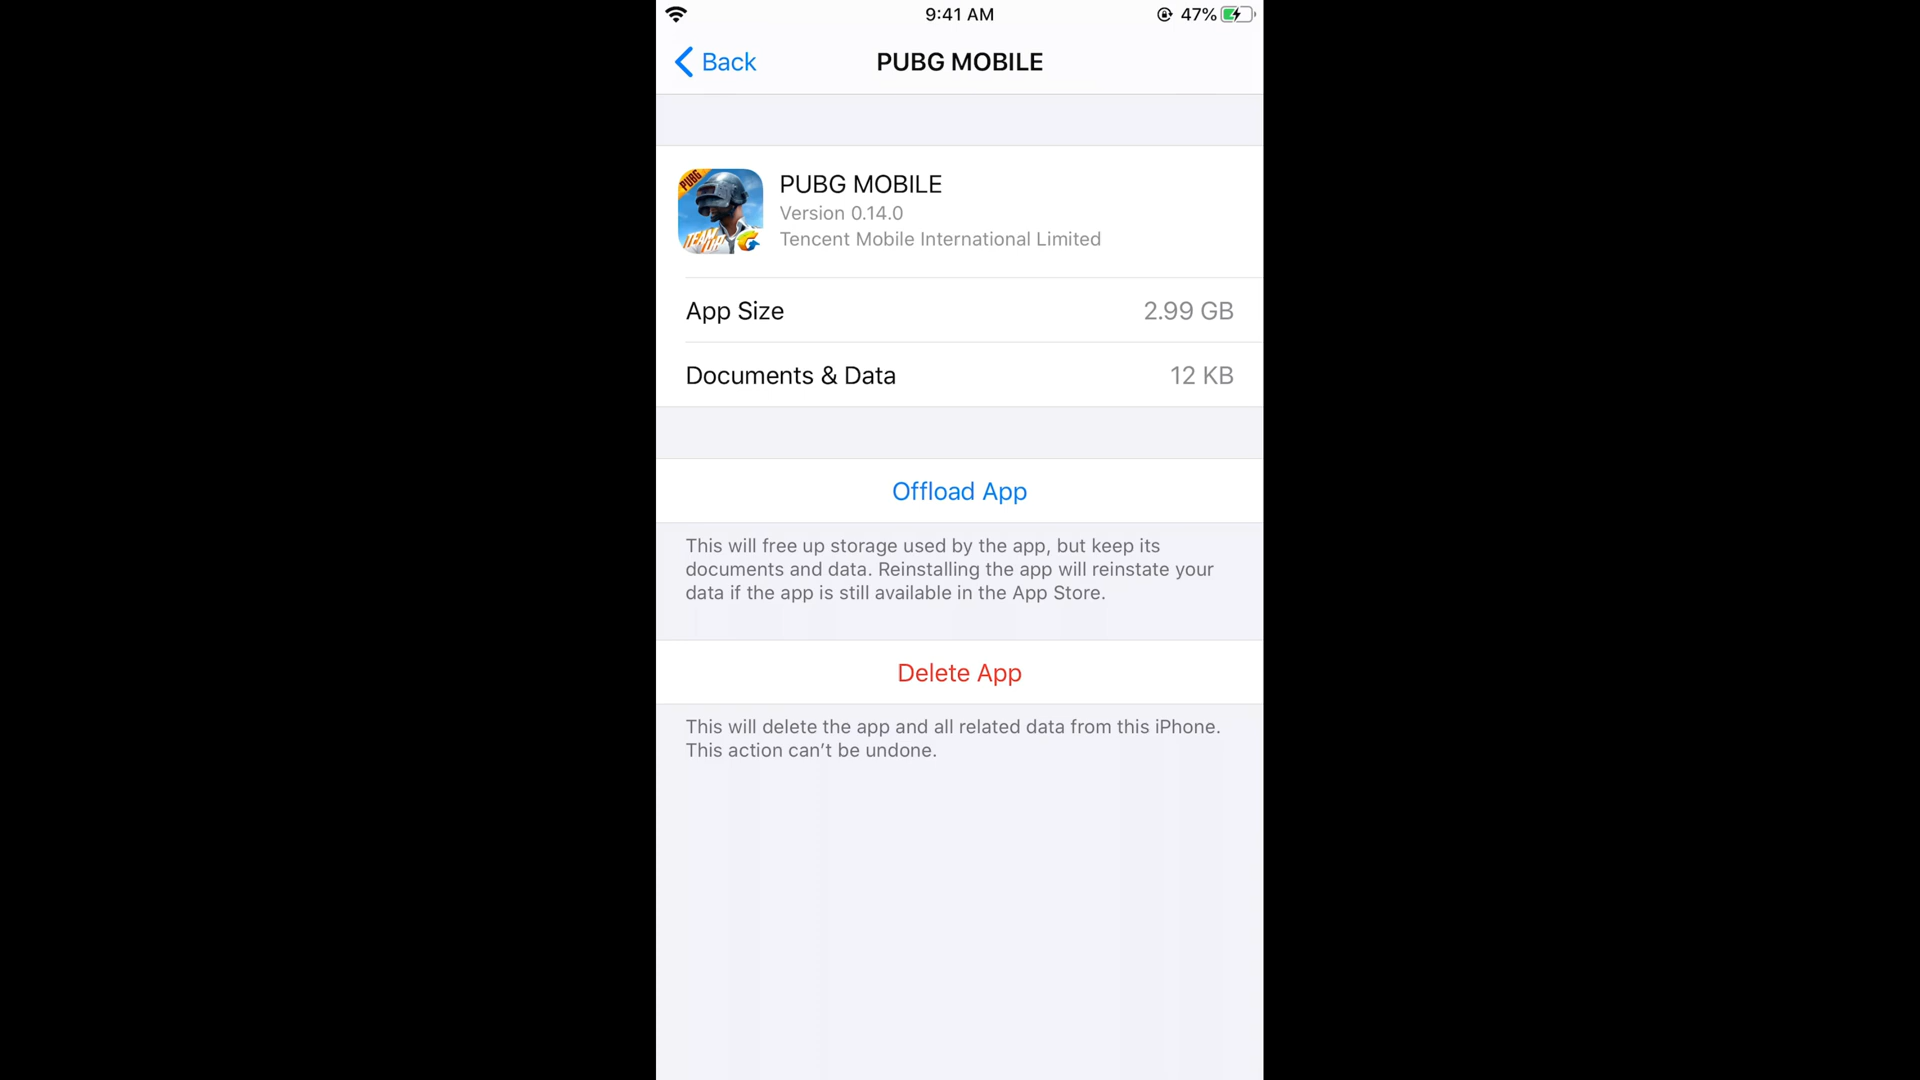 9:41 AM
47%
Back
PUBG MOBILE
PUBG
TEAM
UP!
PUBG MOBILE
Version 0.14.0
Tencent Mobile International Limited
App Size
2.99 GB
Documents & Data
12 KB
Offload App
This will free up storage used by the app, but keep its
documents and data. Reinstalling the app will reinstate your
data if the app is still available in the App Store.
Delete App
This will delete the app and all related data from this iPhone.
This action can’t be undone.